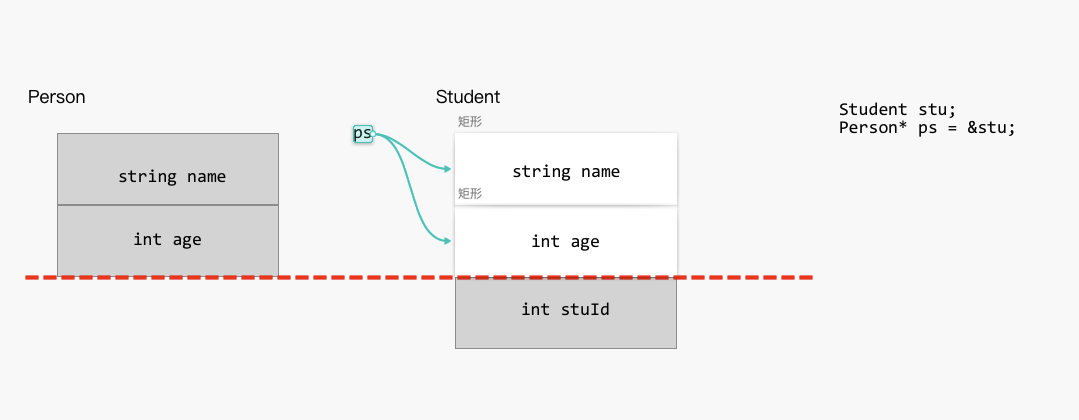 Person
Student
矩形
ps
string name
string name
矩形
int age
int age
int stuId
Student stu;
Person* ps = &stu;